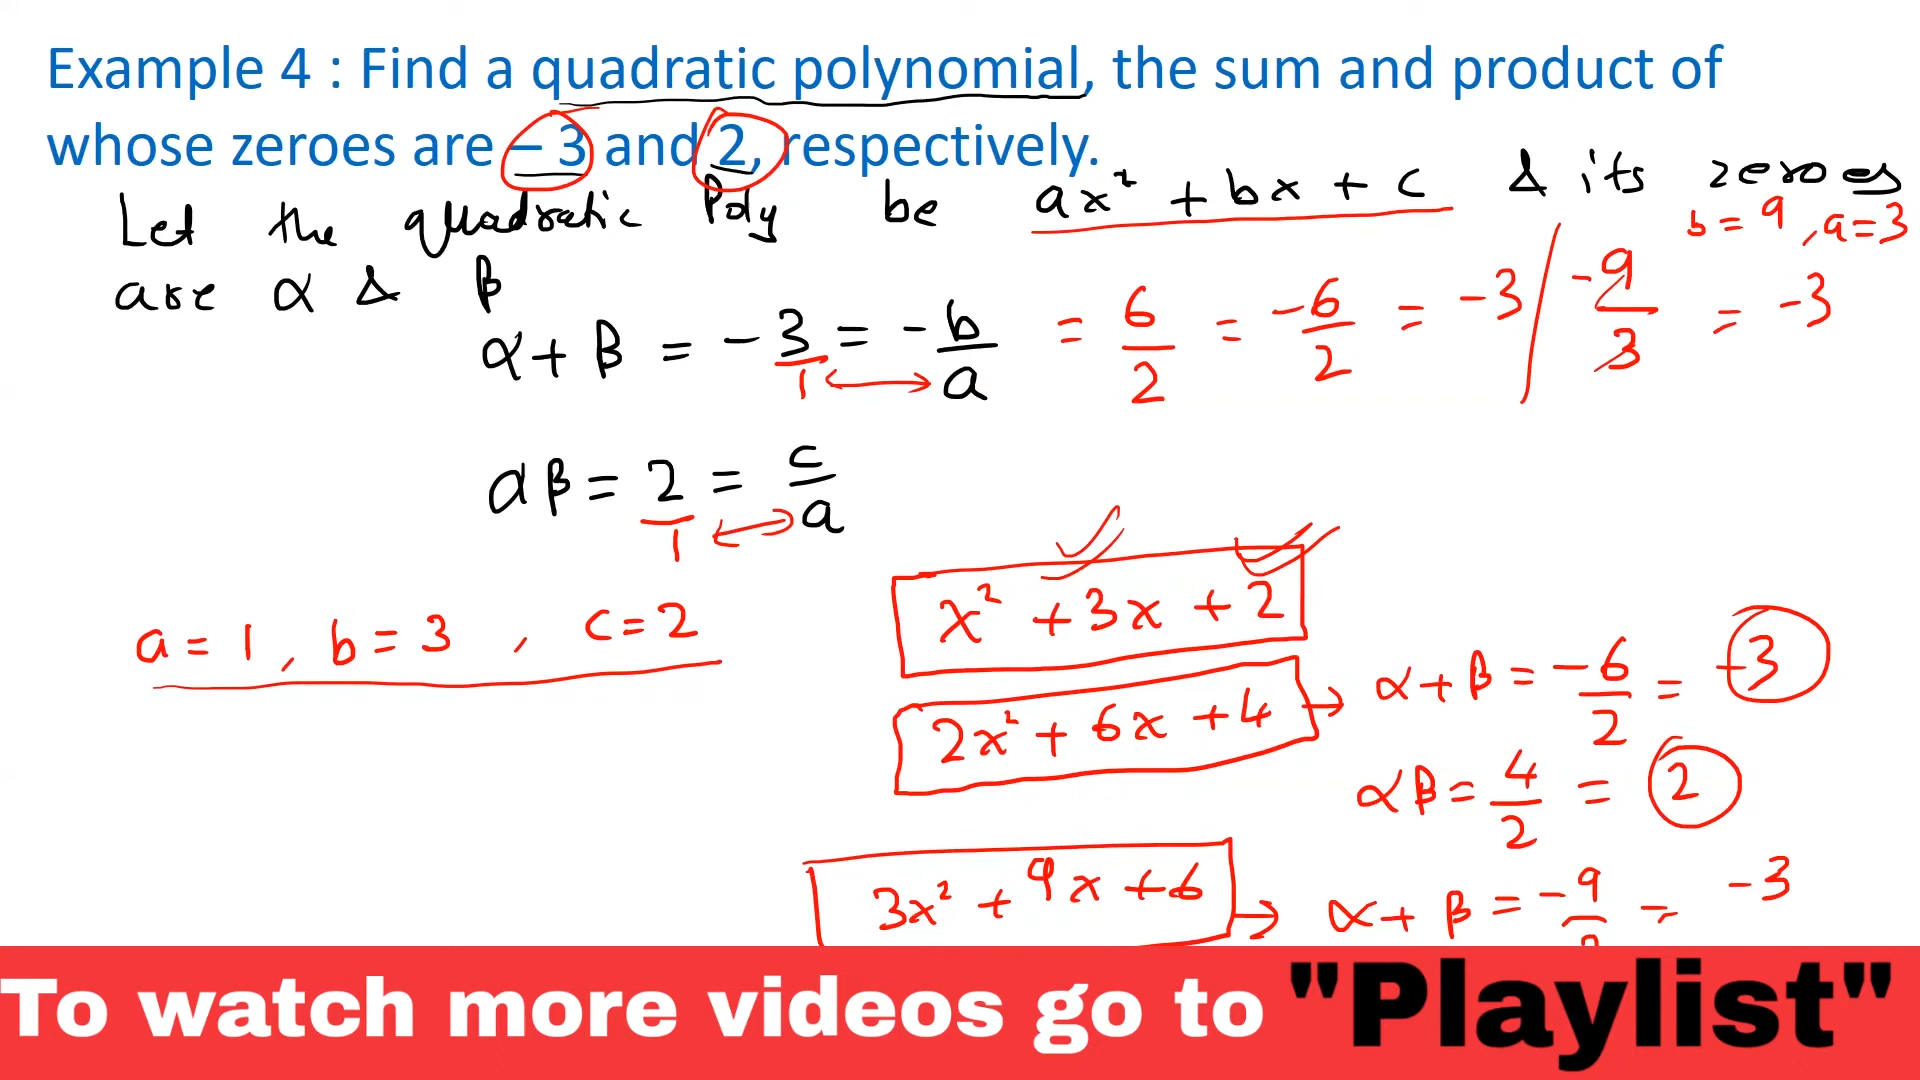 Example 4 : Find a quadratic polynomial, the sum and product of
whose zeroes are – 3 and 2, respectively.
Let the quadratic Poly be ax² + bx + c & its zeroes
b = 9, a = 3
are α & β
α + β = -3/1 = -b/a = 6/2 = -6/2 = -3 / -9/3 = -3
αβ = 2/1 = c/a
a = 1, b = 3, c = 2
x² + 3x + 2
2x² + 6x + 4 → α + β = -6/2 = -3
αβ = 4/2 = 2
3x² + 9x + 6 → α + β = -9/3 = -3
To watch more videos go to "Playlist"